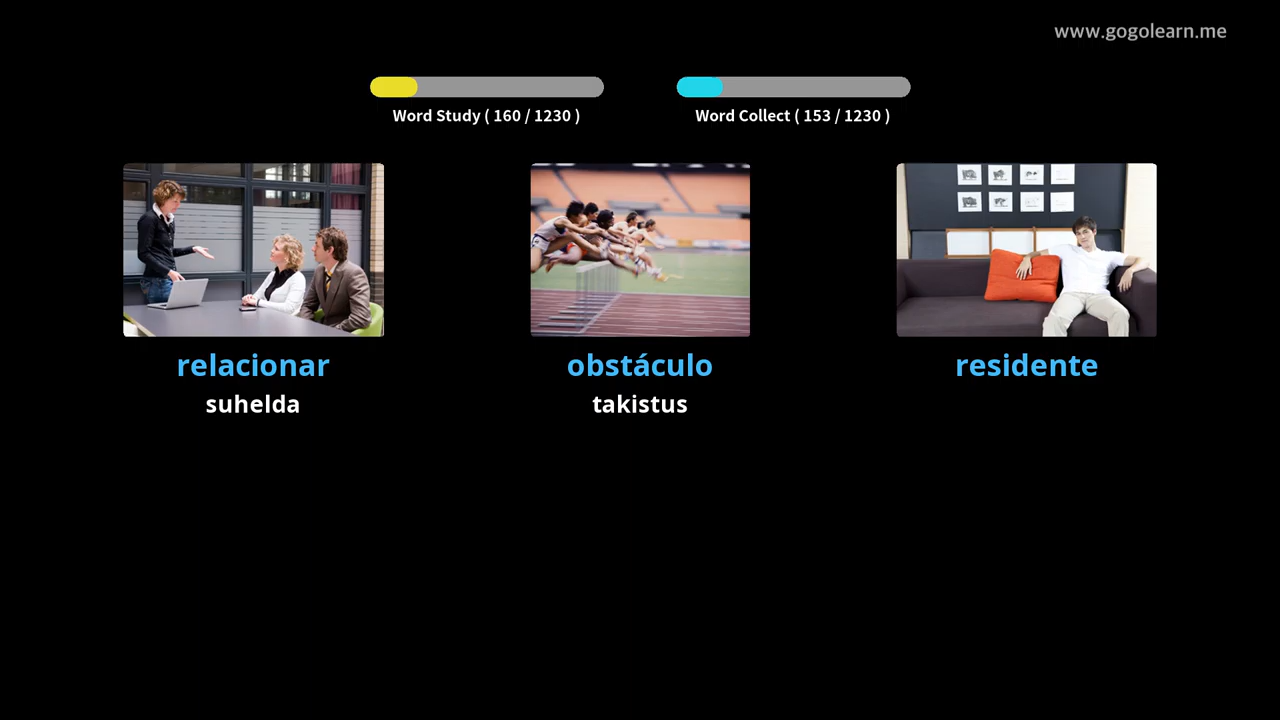 www.gogolearn.me
Word Study ( 160 / 1230 )
Word Collect ( 153 / 1230 )
relacionar
suhelda
obstáculo
takistus
residente